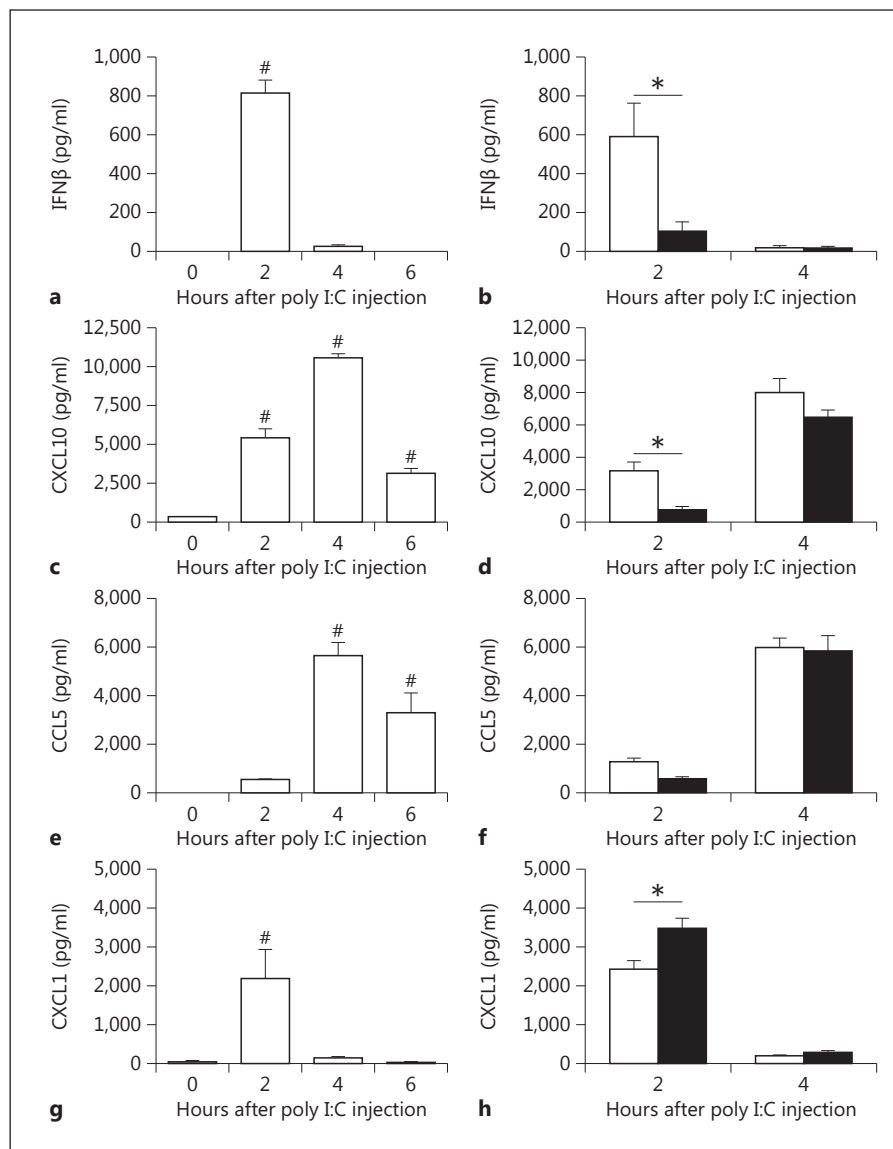 1,000
800
600
400
200
0
IFNβ (pg/ml)
#
0 2 4 6
Hours after poly I:C injection
a
1,000
800
600
400
200
0
IFNβ (pg/ml)
*
2 4
Hours after poly I:C injection
b
12,500
10,000
7,500
5,000
2,500
0
CXCL10 (pg/ml)
#
#
#
0 2 4 6
Hours after poly I:C injection
c
12,000
10,000
8,000
6,000
4,000
2,000
0
CXCL10 (pg/ml)
*
2 4
Hours after poly I:C injection
d
8,000
6,000
4,000
2,000
0
CCL5 (pg/ml)
#
#
0 2 4 6
Hours after poly I:C injection
e
8,000
6,000
4,000
2,000
0
CCL5 (pg/ml)
2 4
Hours after poly I:C injection
f
5,000
4,000
3,000
2,000
1,000
0
CXCL1 (pg/ml)
#
0 2 4 6
Hours after poly I:C injection
g
5,000
4,000
3,000
2,000
1,000
0
CXCL1 (pg/ml)
*
2 4
Hours after poly I:C injection
h